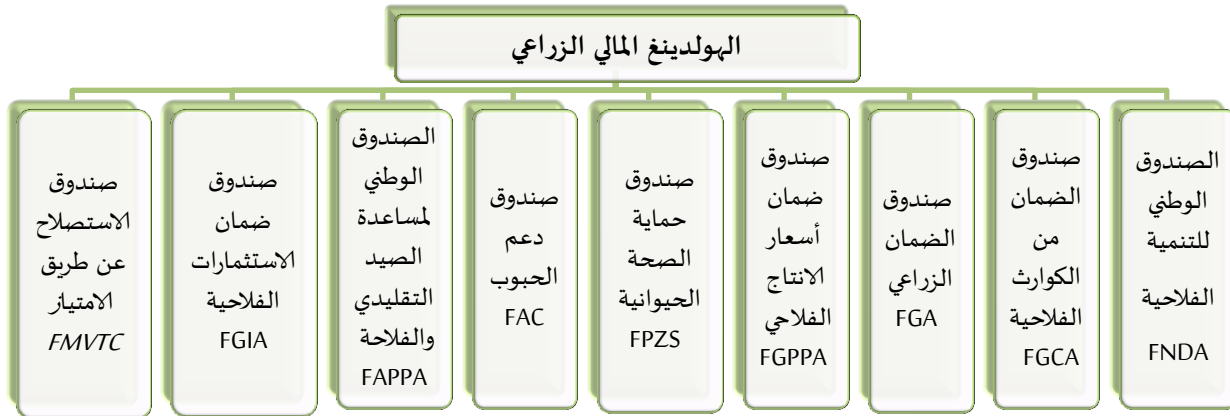 الهولدينغ المالي الزراعي
الصندوق
الوطني
للتنمية
الفلاحية
FNDA
صندوق
الضمان
من
الكوارث
الفلاحية
FGCA
صندوق
الضمان
الزراعي
FGA
صندوق
ضمان
أسعار
الانتاج
الفلاحي
FGPPA
صندوق
حماية
الصحة
الحيوانية
FPZS
صندوق
دعم
الحبوب
FAC
الصندوق
الوطني
لمساعدة
الصيد
التقليدي
والفلاحة
FAPPA
صندوق
ضمان
الاستثمارات
الفلاحية
FGIA
صندوق
الاستصلاح
عن طريق
الامتياز
FMVTC